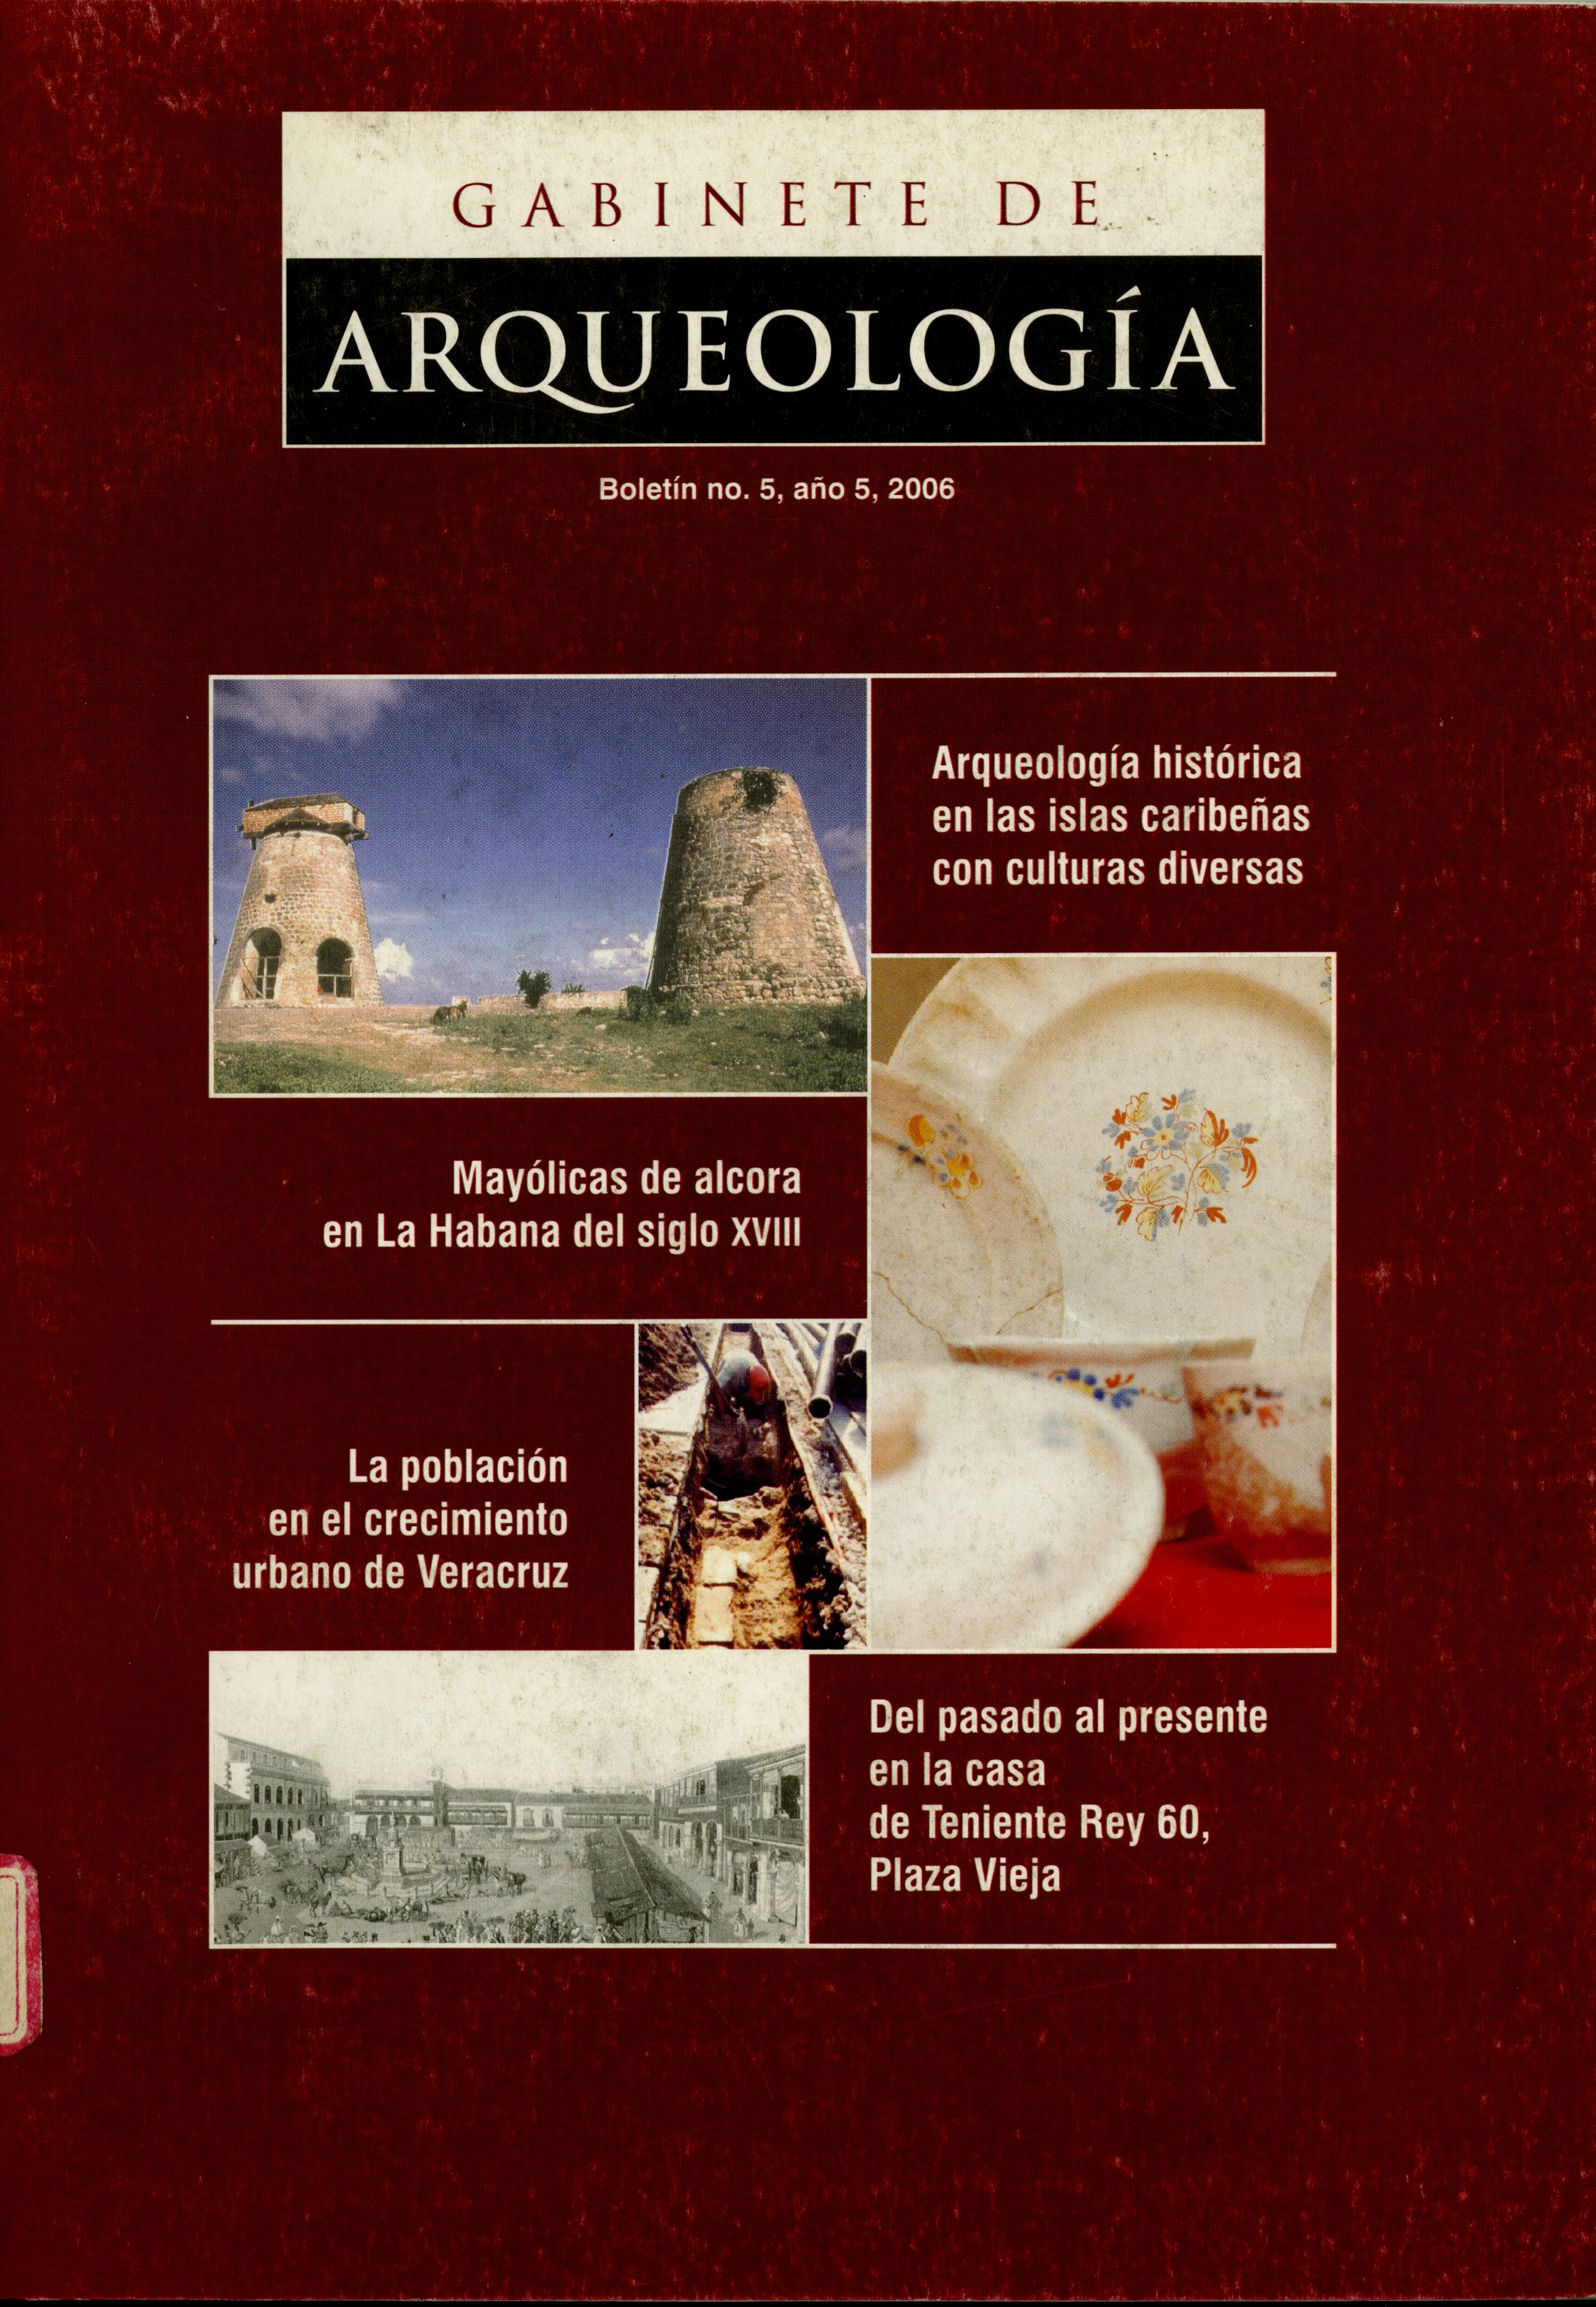 GABINETE DE
ARQUEOLOGÍA
Boletín no. 5, año 5, 2006
Arqueología histórica
en las islas caribeñas
con culturas diversas
Mayólicas de alcora
en La Habana del siglo XVIII
La población
en el crecimiento
urbano de Veracruz
Del pasado al presente
en la casa
de Teniente Rey 60,
Plaza Vieja